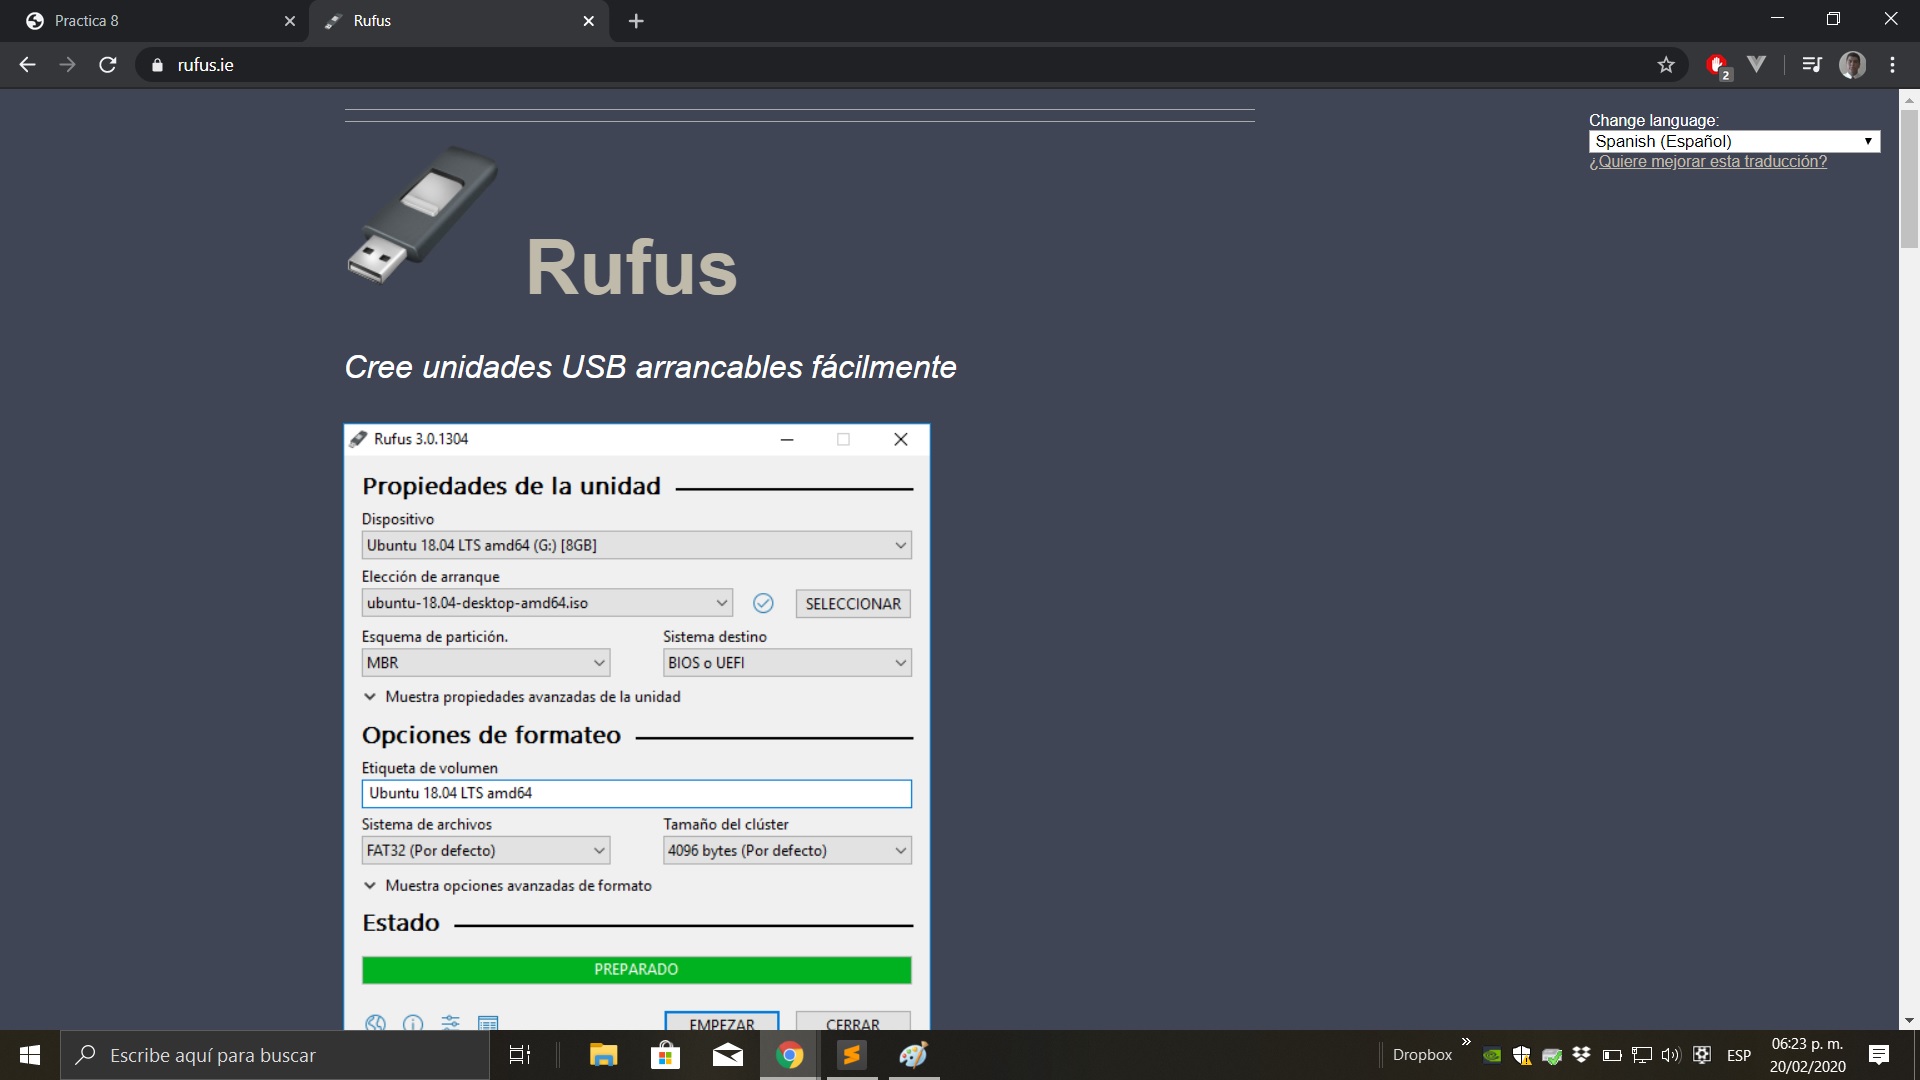 Practica 8
Rufus
rufus.ie
2
Change language:
Spanish (Español)
¿Quiere mejorar esta traducción?
Rufus
Cree unidades USB arrancables fácilmente
Rufus 3.0.1304
Propiedades de la unidad
Dispositivo
Ubuntu 18.04 LTS amd64 (G:) [8GB]
Elección de arranque
ubuntu-18.04-desktop-amd64.iso
SELECCIONAR
Esquema de partición. Sistema destino
MBR BIOS o UEFI
Muestra propiedades avanzadas de la unidad
Opciones de formateo
Etiqueta de volumen
Ubuntu 18.04 LTS amd64
Sistema de archivos Tamaño del clúster
FAT32 (Por defecto) 4096 bytes (Por defecto)
Muestra opciones avanzadas de formato
Estado
PREPARADO
EMPEZAR CERRAR
Escribe aquí para buscar
Dropbox
ESP
06:23 p. m.
20/02/2020